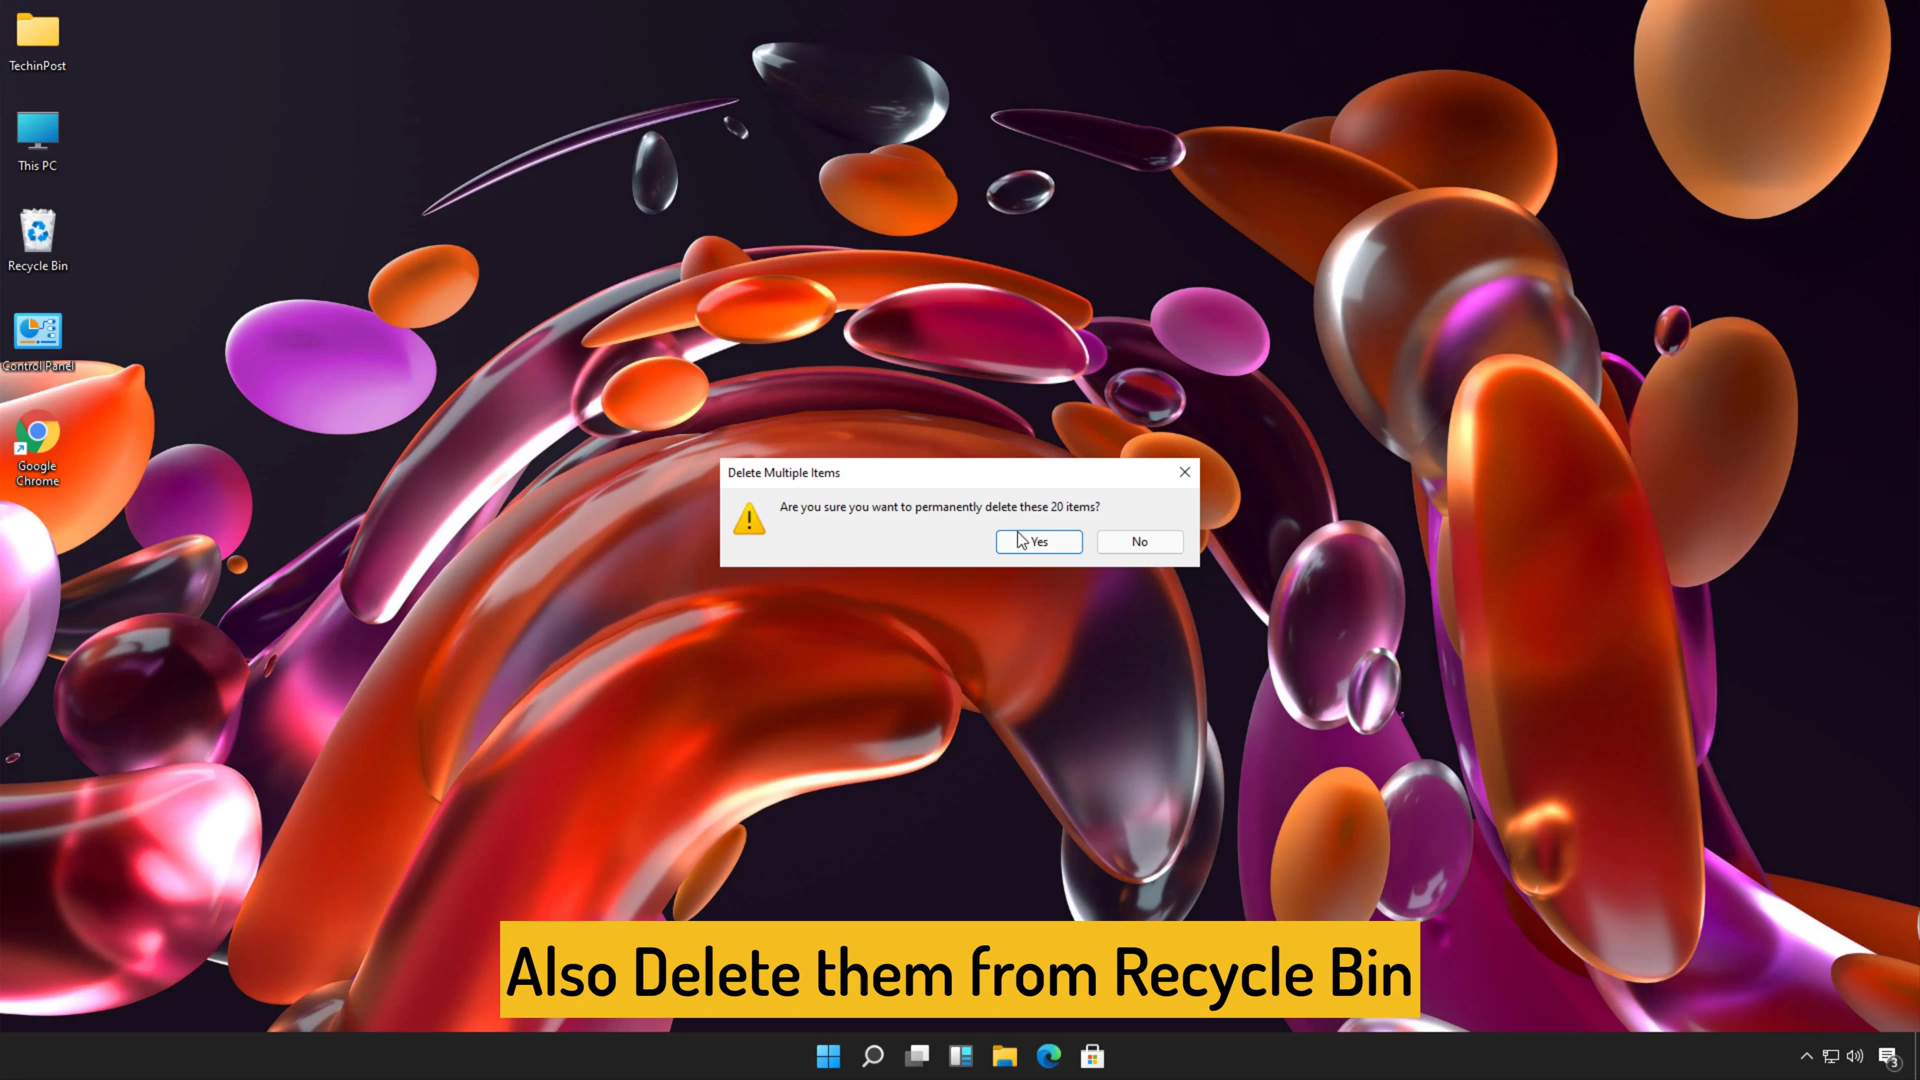 TechinPost
This PC
Recycle Bin
Control Panel
Google
Chrome
Delete Multiple Items
Are you sure you want to permanently delete these 20 items?
Yes
No
Also Delete them from Recycle Bin
3